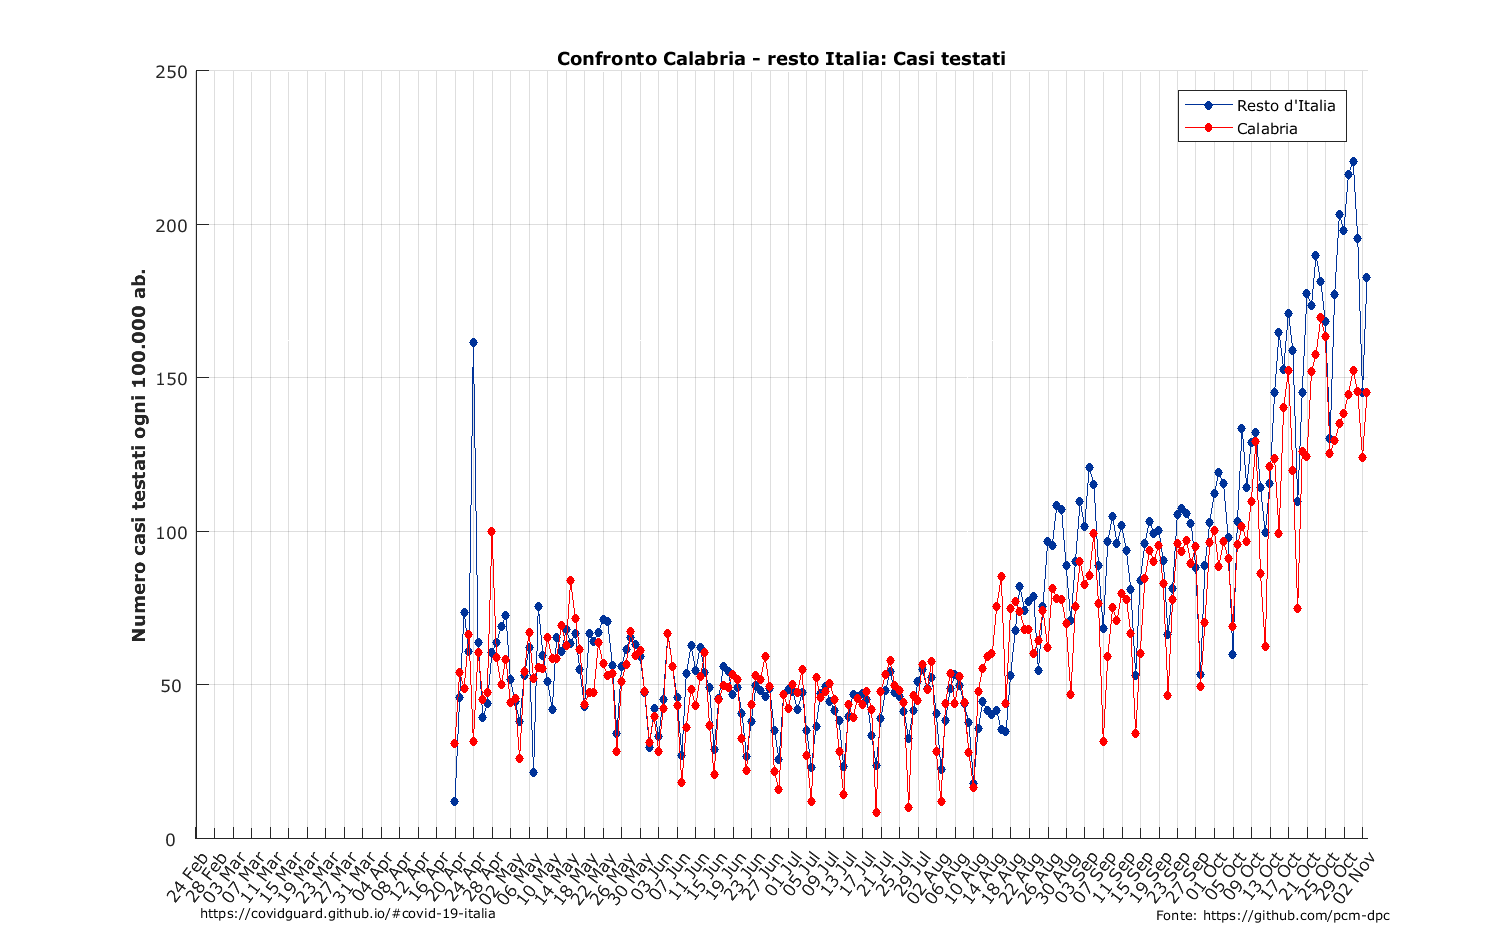 Confronto Calabria - resto Italia: Casi testati
250
200
150
100
50
0
Numero casi testati ogni 100.000 ab.
Resto d'Italia
Calabria
24 Feb
28 Feb
03 Mar
07 Mar
11 Mar
15 Mar
19 Mar
23 Mar
27 Mar
31 Mar
04 Apr
08 Apr
12 Apr
16 Apr
20 Apr
24 Apr
28 Apr
02 May
06 May
10 May
14 May
18 May
22 May
26 May
30 May
03 Jun
07 Jun
11 Jun
15 Jun
19 Jun
23 Jun
27 Jun
01 Jul
05 Jul
09 Jul
13 Jul
17 Jul
21 Jul
25 Jul
29 Jul
02 Aug
06 Aug
10 Aug
14 Aug
18 Aug
22 Aug
26 Aug
30 Aug
03 Sep
07 Sep
11 Sep
15 Sep
19 Sep
23 Sep
27 Sep
01 Oct
05 Oct
09 Oct
13 Oct
17 Oct
21 Oct
25 Oct
29 Oct
02 Nov
https://covidguard.github.io/#covid-19-italia
Fonte: https://github.com/pcm-dpc